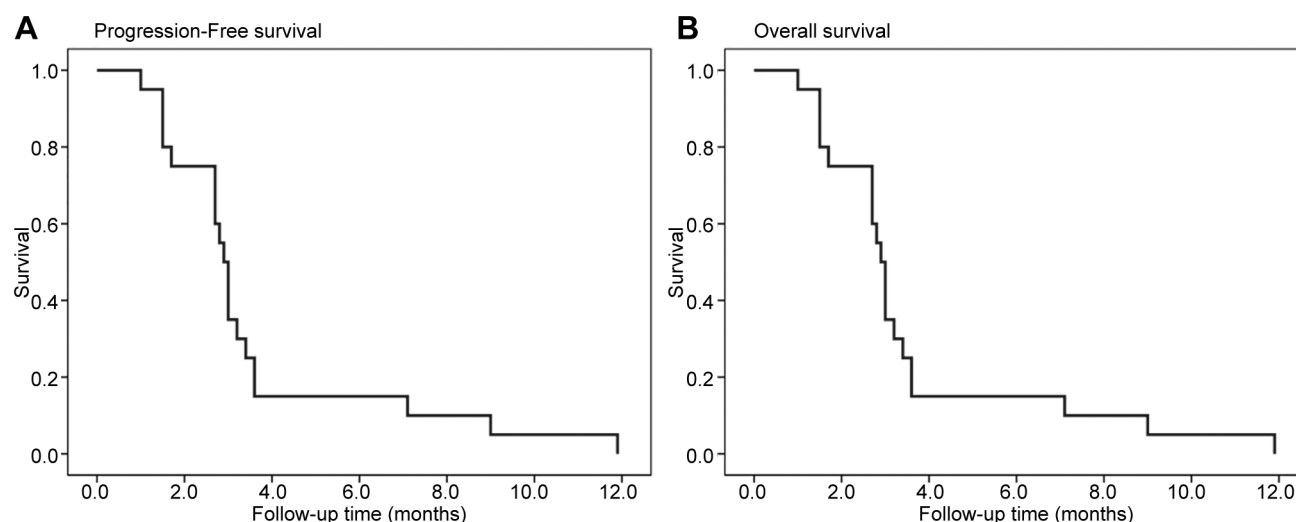 A Progression-Free survival
1.0
0.8
0.6
0.4
0.2
0.0
Survival
0.0 2.0 4.0 6.0 8.0 10.0 12.0
Follow-up time (months)
B Overall survival
1.0
0.8
0.6
0.4
0.2
0.0
Survival
0.0 2.0 4.0 6.0 8.0 10.0 12.0
Follow-up time (months)